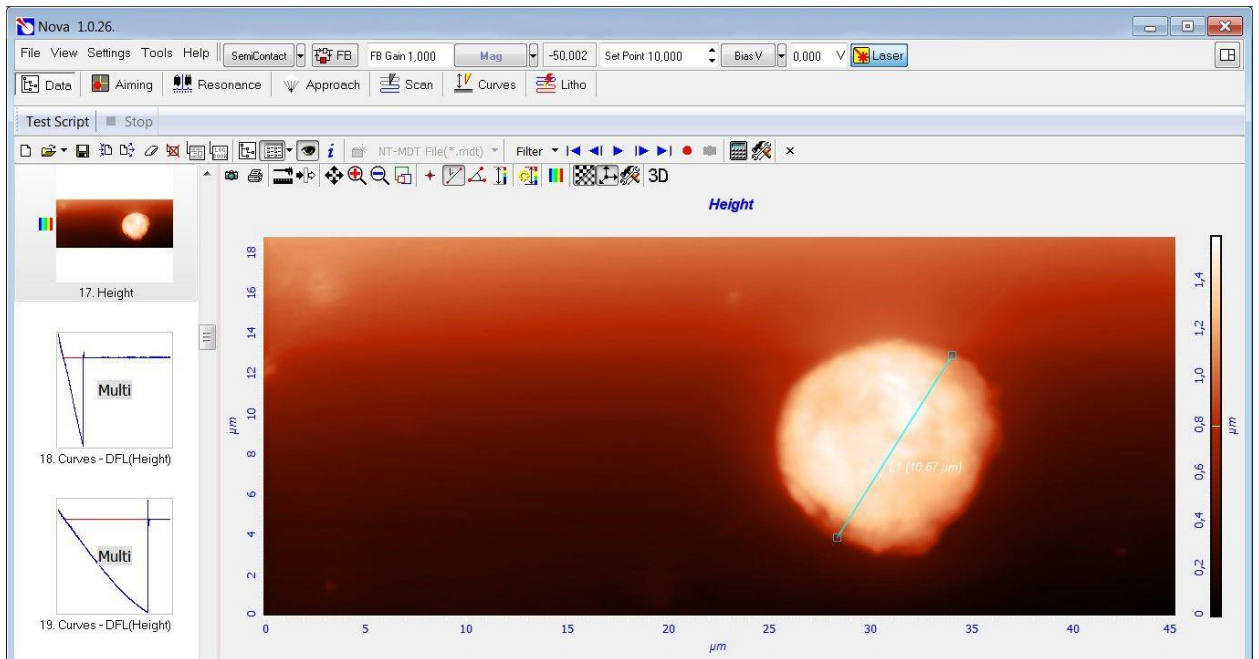 Nova 1.0.26.
File View Settings Tools Help SemiContact FB FB Gain 1,000 Mag -50,002 Set Point 10,000 Bias V 0,000 V Laser
Data Aiming Resonance Approach Scan Curves Litho
Test Script Stop
i NT-MDT File(*.mdt) Filter
3D
Height
17. Height
Multi
18. Curves - DFL(Height)
Multi
19. Curves - DFL(Height)
18
16
14
12
10
8
6
4
2
0
µm
L1 (10,67 µm)
0 5 10 15 20 25 30 35 40 45
µm
1,4
1,2
1,0
0,8
0,6
0,4
0,2
0
µm